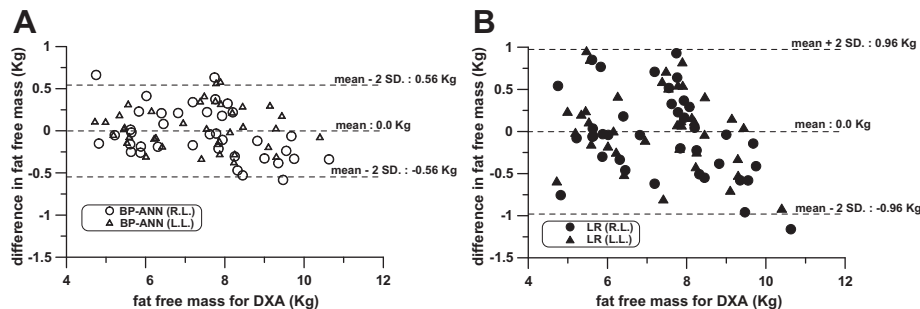 A
difference in fat free mass (Kg)
1
0.5
0
-0.5
-1
-1.5
mean - 2 SD. : 0.56 Kg
mean : 0.0 Kg
mean - 2 SD. : -0.56 Kg
BP-ANN (R.L.)
BP-ANN (L.L.)
4 6 8 10 12
fat free mass for DXA (Kg)
B
difference in fat free mass (Kg)
1
0.5
0
-0.5
-1
-1.5
mean + 2 SD. : 0.96 Kg
mean : 0.0 Kg
mean - 2 SD. : -0.96 Kg
LR (R.L.)
LR (L.L.)
4 6 8 10 12
fat free mass for DXA (Kg)